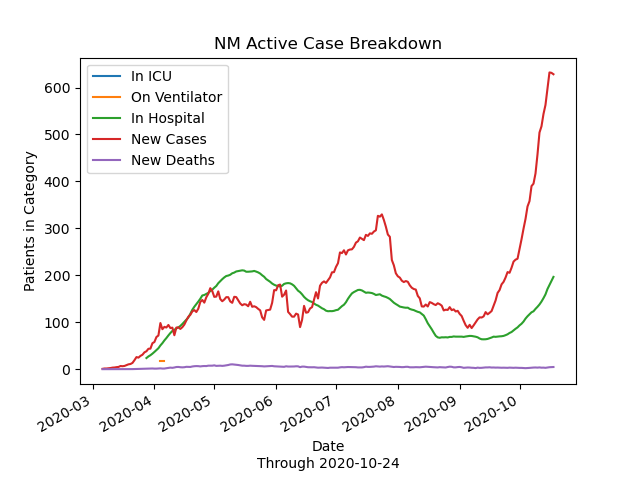 NM Active Case Breakdown
In ICU
On Ventilator
In Hospital
New Cases
New Deaths
Patients in Category
600
500
400
300
200
100
0
2020-03
2020-04
2020-05
2020-06
2020-07
2020-08
2020-09
2020-10
Date
Through 2020-10-24